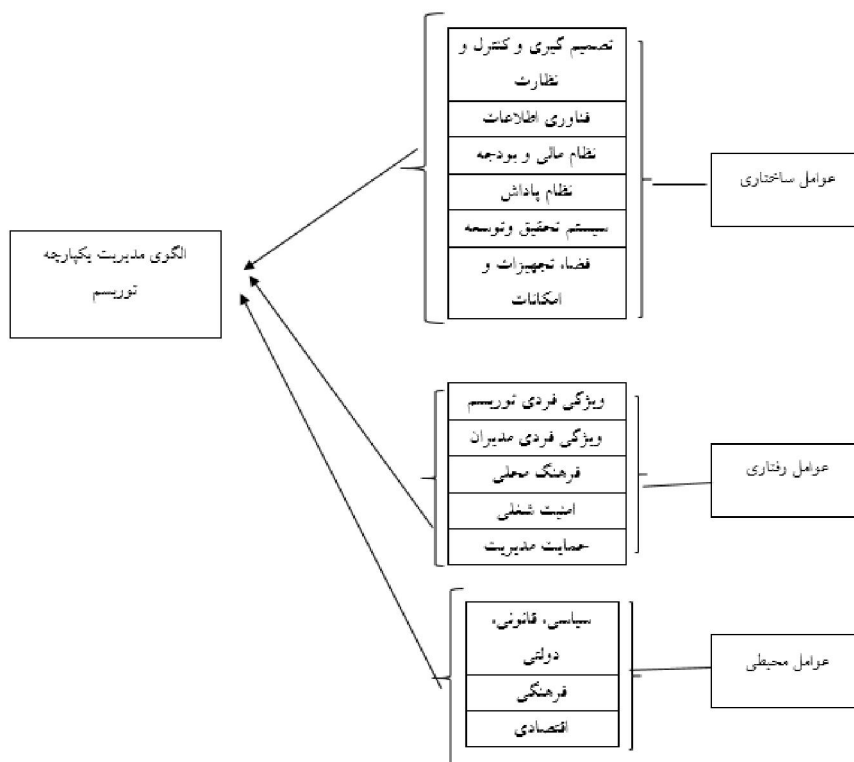 عوامل ساختاری
تصمیم گیری و کنترل و
نظارت
فناوری اطلاعات
نظام مالی و بودجه
نظام پاداش
سیستم تحقیق وتوسعه
فضا، تجهیزات و
امکانات
عوامل رفتاری
ویژگی فردی توریسم
ویژگی فردی مدیران
فرهنگ محلی
امنیت شغلی
حمایت مدیریت
عوامل محیطی
سیاسی، قانونی،
دولتی
فرهنگی
اقتصادی
الگوی مدیریت یکپارچه
توریسم